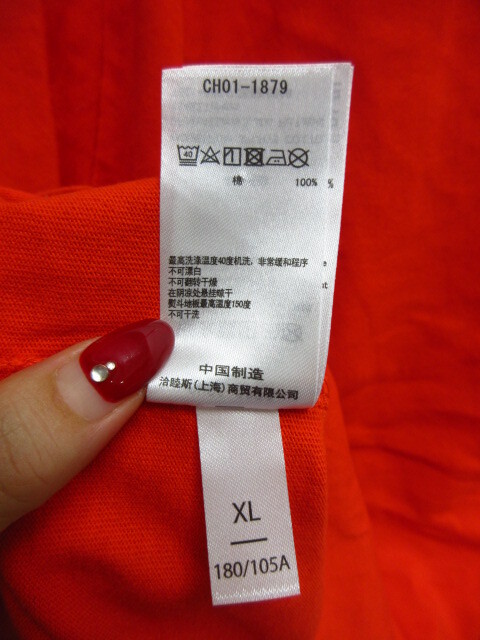 CH01-1879
40
棉 100% %
最高洗涤温度40度机洗，非常缓和程序
不可漂白
不可翻转干燥
在阴凉处悬挂晾干
熨斗地板最高温度150度
不可干洗
中国制造
洽睦斯(上海)商贸有限公司
XL
180/105A